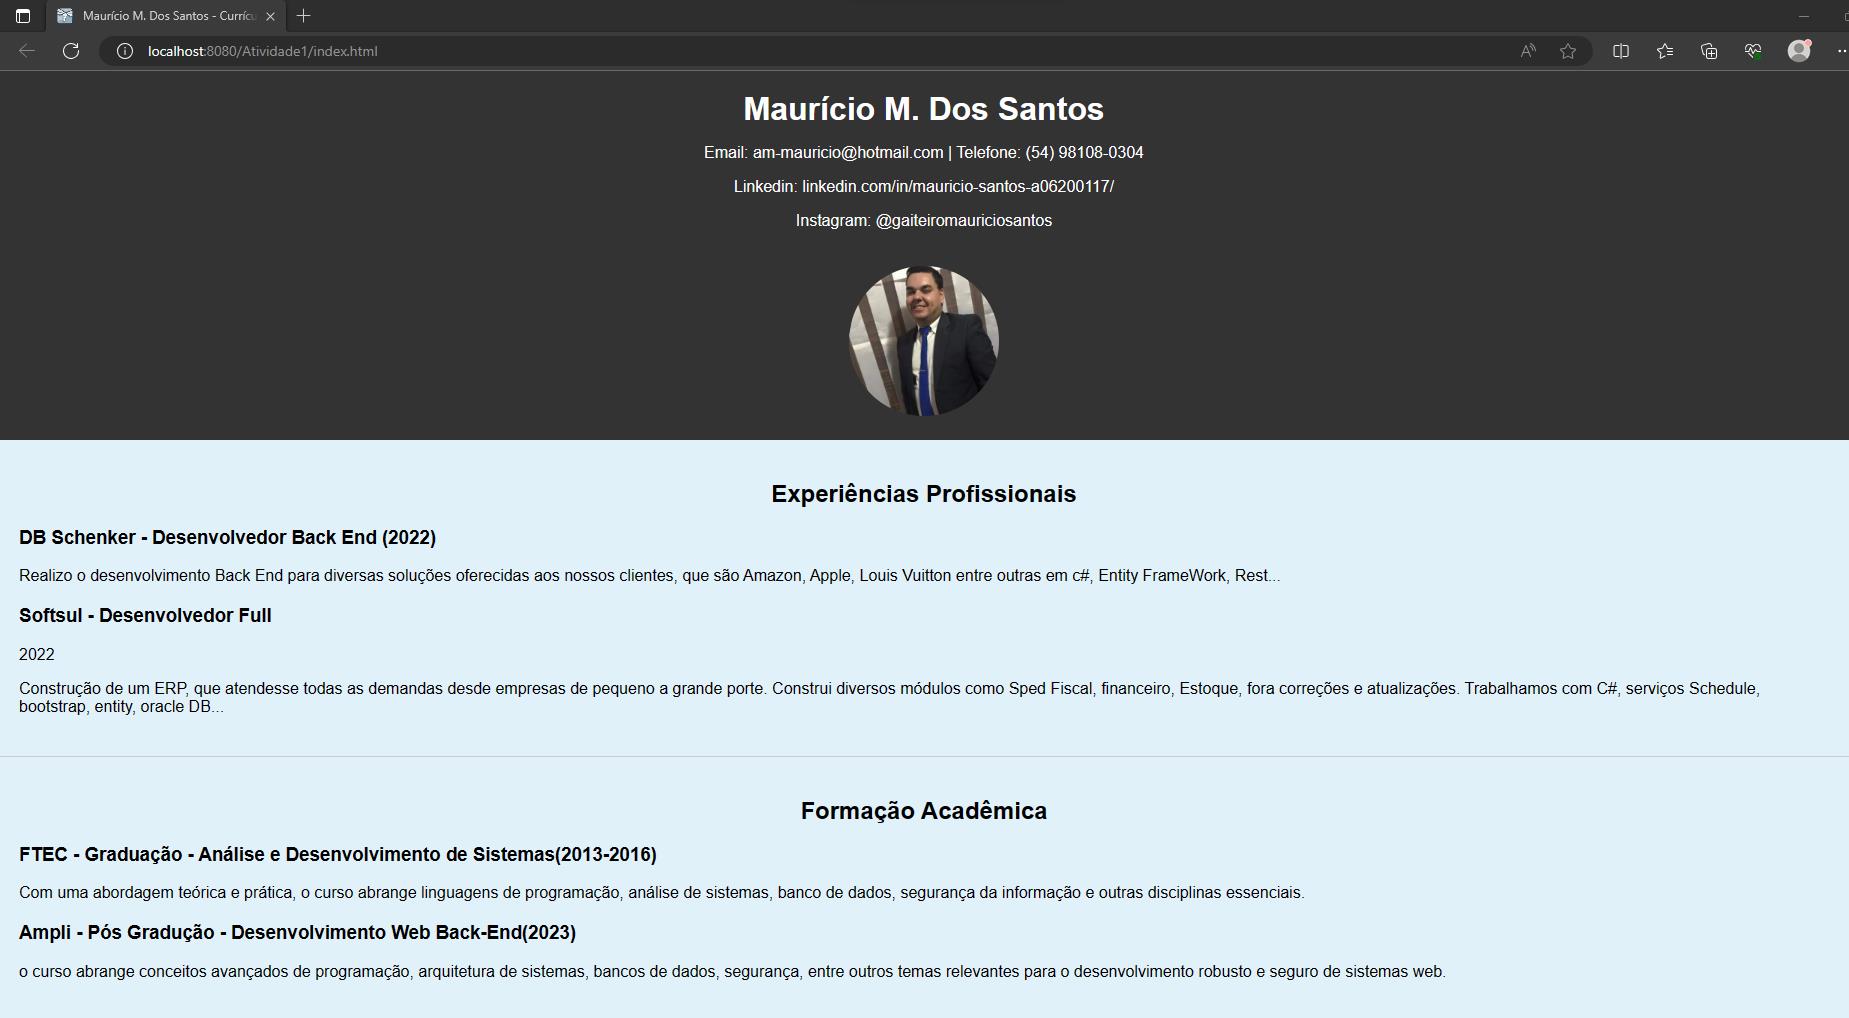 Maurício M. Dos Santos - Currícu
localhost:8080/Atividade1/index.html
Maurício M. Dos Santos
Email: am-mauricio@hotmail.com | Telefone: (54) 98108-0304
Linkedin: linkedin.com/in/mauricio-santos-a06200117/
Instagram: @gaiteiromauriciosantos
Experiências Profissionais
DB Schenker - Desenvolvedor Back End (2022)
Realizo o desenvolvimento Back End para diversas soluções oferecidas aos nossos clientes, que são Amazon, Apple, Louis Vuitton entre outras em c#, Entity FrameWork, Rest...
Softsul - Desenvolvedor Full
2022
Construção de um ERP, que atendesse todas as demandas desde empresas de pequeno a grande porte. Construi diversos módulos como Sped Fiscal, financeiro, Estoque, fora correções e atualizações. Trabalhamos com C#, serviços Schedule,
bootstrap, entity, oracle DB...
Formação Acadêmica
FTEC - Graduação - Análise e Desenvolvimento de Sistemas(2013-2016)
Com uma abordagem teórica e prática, o curso abrange linguagens de programação, análise de sistemas, banco de dados, segurança da informação e outras disciplinas essenciais.
Ampli - Pós Gradução - Desenvolvimento Web Back-End(2023)
o curso abrange conceitos avançados de programação, arquitetura de sistemas, bancos de dados, segurança, entre outros temas relevantes para o desenvolvimento robusto e seguro de sistemas web.